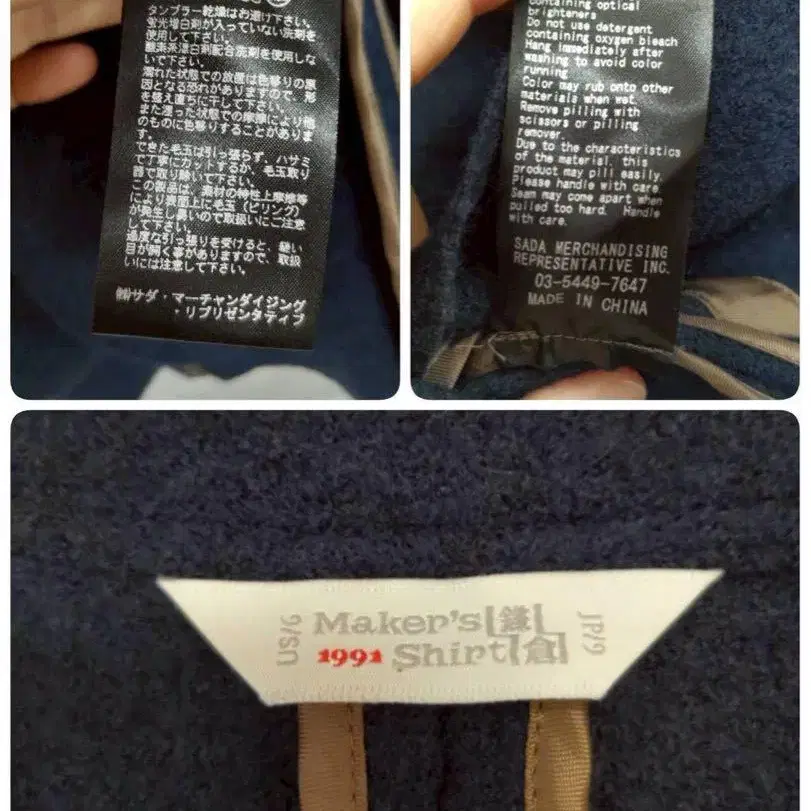 タンブラー乾燥はお避け下さい。
蛍光増白剤が入っていない洗剤を
使用して下さい。
酸素系漂白剤配合洗剤を使用しな
いで下さい。
濡れた状態での放置は色移りの原
因となる恐れがありますので、形
を整え直ちに干して下さい。
また湿った状態での摩擦により他
のものに色移りすることがありま
す。
できた毛玉は引っ張らず、ハサミ
で丁寧にカットするか、毛玉取り
器で取り除いて下さい。
この製品は、素材の特性上摩擦等
により表面上に毛玉(ピリング)
が発生し易いので取扱いにご注意
して下さい。
過度な引っ張りを受けると、縫い
目が開く事がありますので、取扱
いには注意して下さい。
㈱サダ・マーチャンダイジング
・リプリゼンタティブ
containing optical
brighteners
Do not use detergent
containing oxygen bleach
Hang immediately after
washing to avoid color
running
Color may rub onto other
materials when wet.
Remove pilling with
scissors or pilling
remover.
Due to the characteristics
of the material, this
product may pill easily.
Please handle with care.
Seam may come apart when
pulled too hard. Handle
with care.
SADA MERCHANDISING
REPRESENTATIVE INC.
03-5449-7647
MADE IN CHINA
US/6
Maker's 鎌
1991 Shirt 倉
JP/9